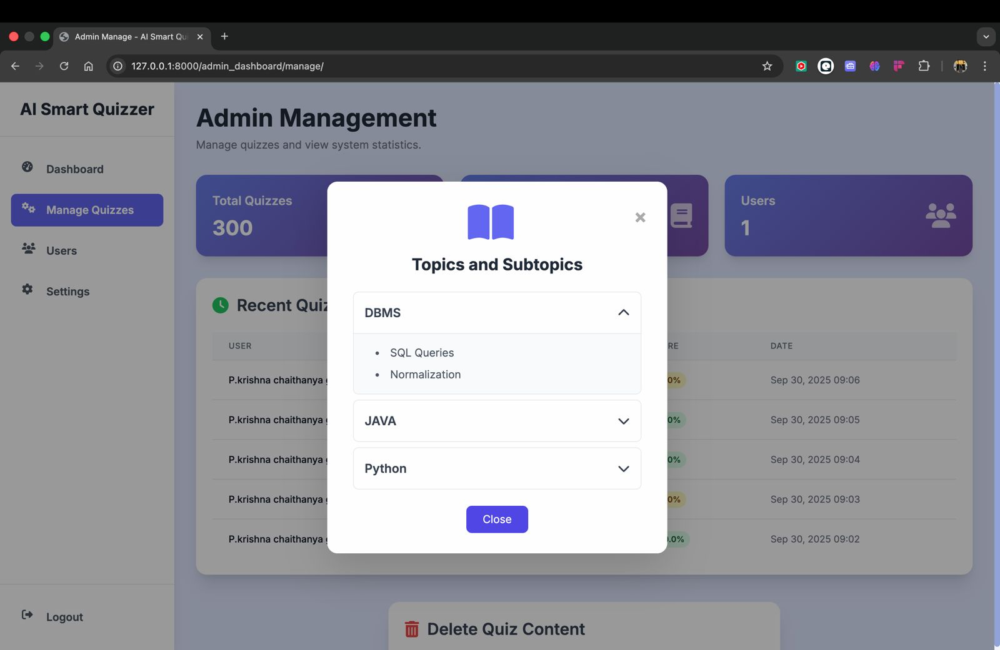 Admin Manage - AI Smart Qui
127.0.0.1:8000/admin_dashboard/manage/
AI Smart Quizzer
Dashboard
Manage Quizzes
Users
Settings
Logout
Admin Management
Manage quizzes and view system statistics.
Total Quizzes
300
Users
1
Recent Quiz
USER
RE
DATE
P.krishna chaithanya
0%
Sep 30, 2025 09:06
P.krishna chaithanya
0%
Sep 30, 2025 09:05
P.krishna chaithanya
0%
Sep 30, 2025 09:04
P.krishna chaithanya
0%
Sep 30, 2025 09:03
P.krishna chaithanya
.0%
Sep 30, 2025 09:02
Topics and Subtopics
DBMS
• SQL Queries
• Normalization
JAVA
Python
Close
Delete Quiz Content